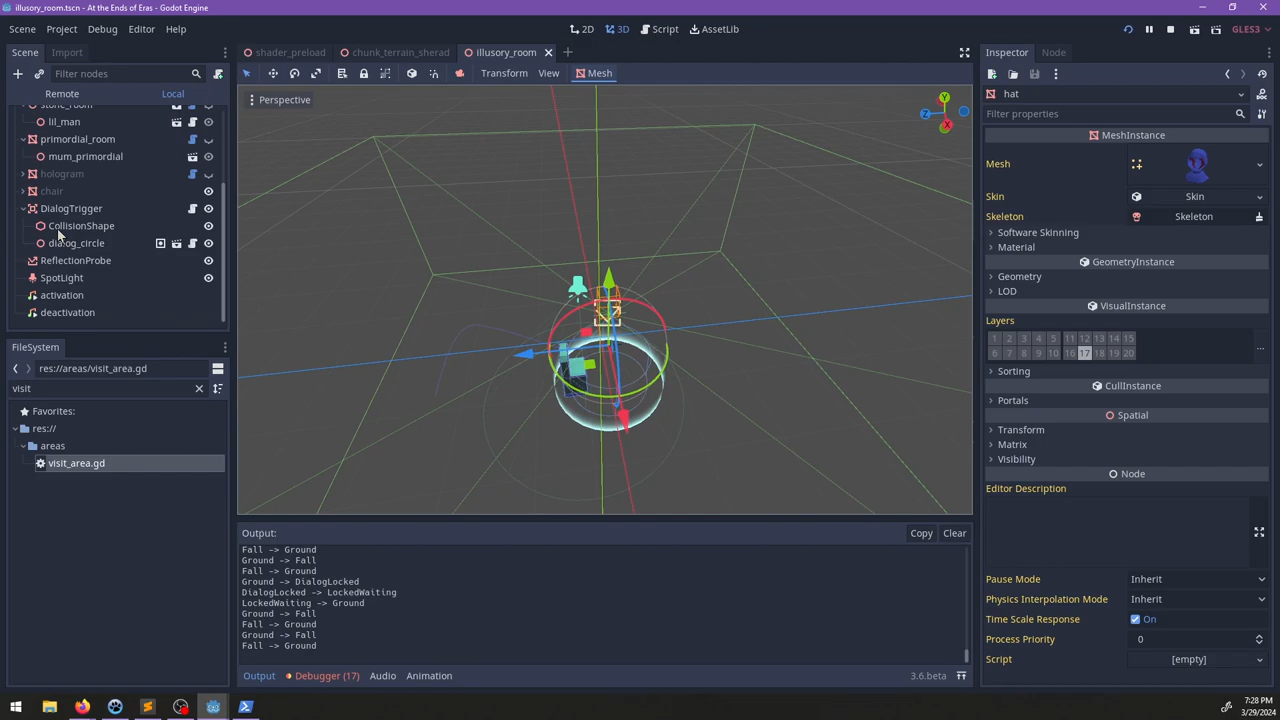 illusory_room.tscn - At the Ends of Eras - Godot Engine
Scene Project Debug Editor Help
2D 3D Script AssetLib
GLES3
Scene Import
shader_preload chunk_terrain_sherad illusory_room
Inspector Node
Filter nodes
Transform View Mesh
Remote Local
hat
stone_room
Perspective
Y
Z
X
Filter properties
lil_man
MeshInstance
primordial_room
mum_primordial
Mesh
hologram
chair
Skin Skin
DialogTrigger
Skeleton Skeleton
CollisionShape
Software Skinning
dialog_circle
Material
ReflectionProbe
GeometryInstance
SpotLight
Geometry
activation
LOD
deactivation
VisualInstance
Layers
1 2 3 4 5 11 12 13 14 15
6 7 8 9 10 16 17 18 19 20
FileSystem
res://areas/visit_area.gd
Sorting
visit
CullInstance
Favorites:
Portals
res://
Spatial
areas
Transform
visit_area.gd
Matrix
Visibility
Node
Editor Description
Output:
Copy Clear
Fall -> Ground
Ground -> Fall
Fall -> Ground
Ground -> DialogLocked
DialogLocked -> LockedWaiting
LockedWaiting -> Ground
Ground -> Fall
Fall -> Ground
Ground -> Fall
Fall -> Ground
Pause Mode Inherit
Physics Interpolation Mode Inherit
Time Scale Response On
Process Priority 0
Script [empty]
Output Debugger (17) Audio Animation
3.6.beta
7:28 PM
3/29/2024